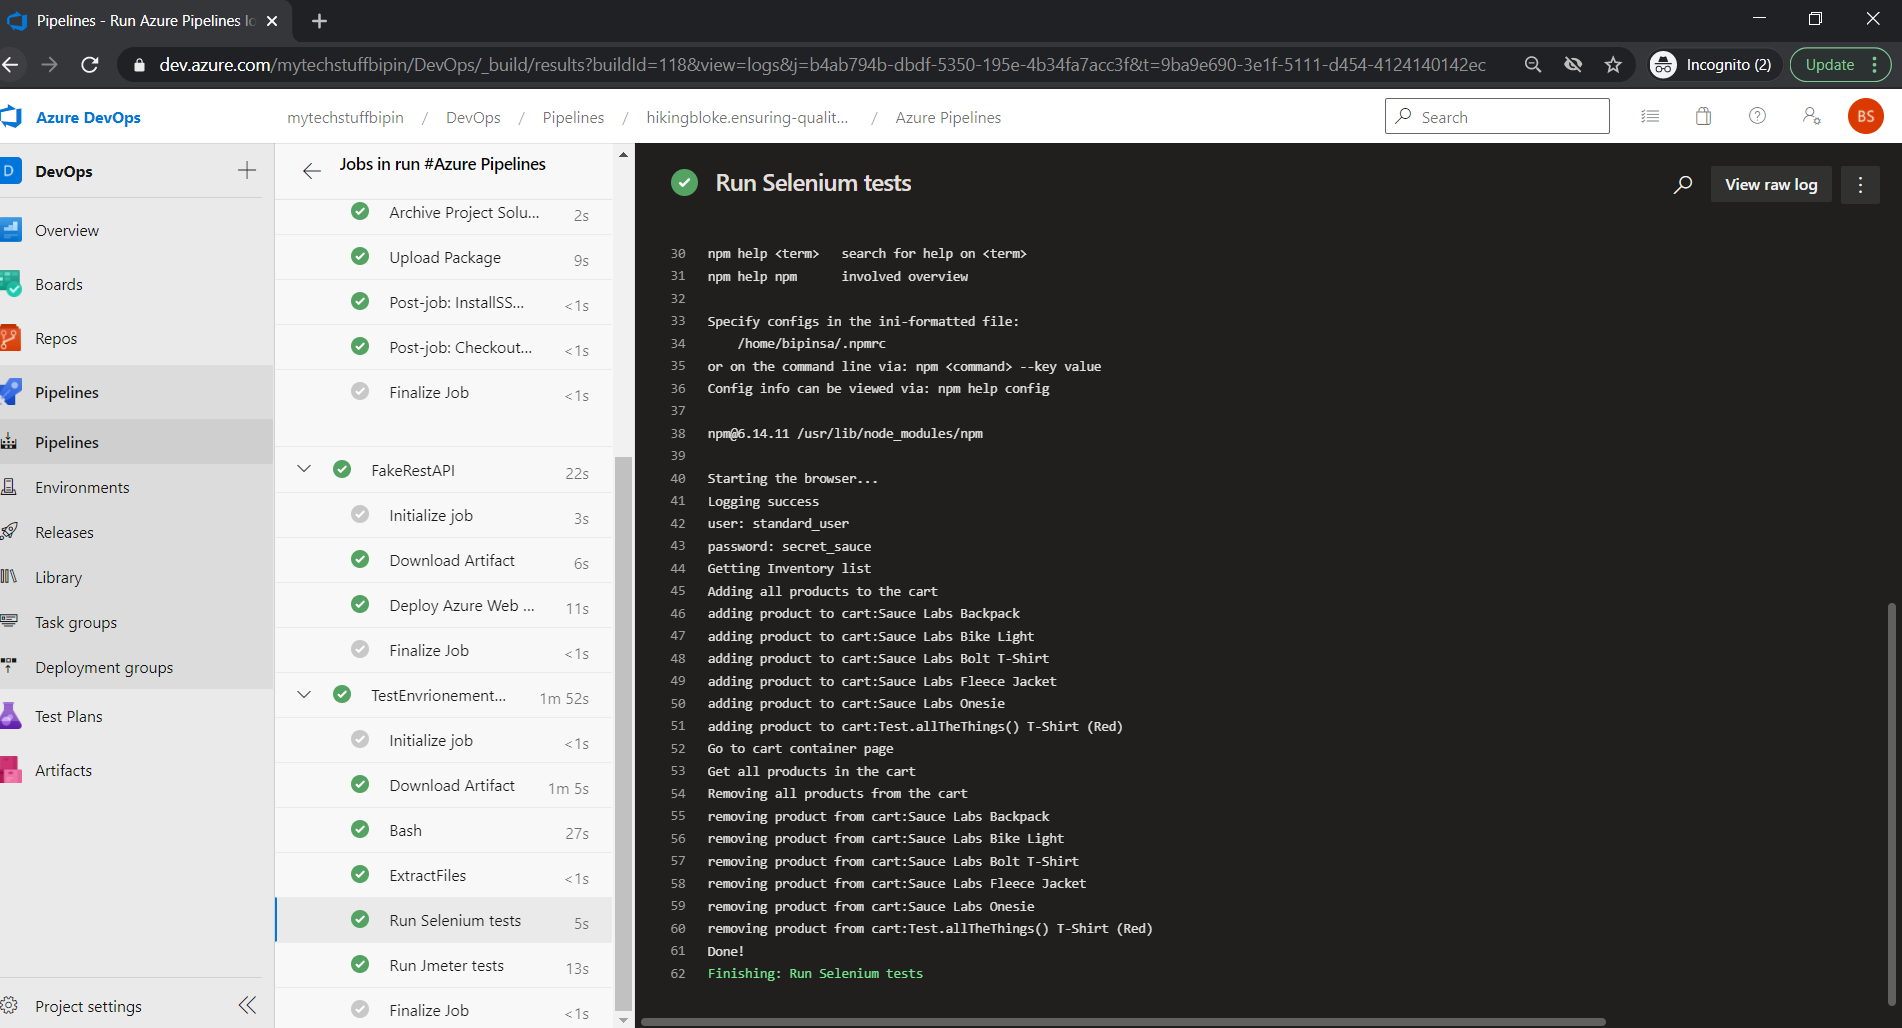 Pipelines - Run Azure Pipelines lo
dev.azure.com/mytechstuffbipin/DevOps/_build/results?buildId=118&view=logs&j=b4ab794b-dbdf-5350-195e-4b34fa7acc3f&t=9ba9e690-3e1f-5111-d454-4124140142ec
Incognito (2)
Update
Azure DevOps
mytechstuffbipin / DevOps / Pipelines / hikingbloke.ensuring-qualit... / Azure Pipelines
Search
BS
D DevOps
Overview
Boards
Repos
Pipelines
Pipelines
Environments
Releases
Library
Task groups
Deployment groups
Test Plans
Artifacts
Project settings
Jobs in run #Azure Pipelines
Archive Project Solu... 2s
Upload Package 9s
Post-job: InstallSS... <1s
Post-job: Checkout... <1s
Finalize Job <1s
FakeRestAPI 22s
Initialize job 3s
Download Artifact 6s
Deploy Azure Web ... 11s
Finalize Job <1s
TestEnvrionement... 1m 52s
Initialize job <1s
Download Artifact 1m 5s
Bash 27s
ExtractFiles <1s
Run Selenium tests 5s
Run Jmeter tests 13s
Finalize Job <1s
Run Selenium tests
View raw log
30 npm help <term> search for help on <term>
31 npm help npm involved overview
32
33 Specify configs in the ini-formatted file:
34 /home/bipinsa/.npmrc
35 or on the command line via: npm <command> --key value
36 Config info can be viewed via: npm help config
37
38 npm@6.14.11 /usr/lib/node_modules/npm
39
40 Starting the browser...
41 Logging success
42 user: standard_user
43 password: secret_sauce
44 Getting Inventory list
45 Adding all products to the cart
46 adding product to cart:Sauce Labs Backpack
47 adding product to cart:Sauce Labs Bike Light
48 adding product to cart:Sauce Labs Bolt T-Shirt
49 adding product to cart:Sauce Labs Fleece Jacket
50 adding product to cart:Sauce Labs Onesie
51 adding product to cart:Test.allTheThings() T-Shirt (Red)
52 Go to cart container page
53 Get all products in the cart
54 Removing all products from the cart
55 removing product from cart:Sauce Labs Backpack
56 removing product from cart:Sauce Labs Bike Light
57 removing product from cart:Sauce Labs Bolt T-Shirt
58 removing product from cart:Sauce Labs Fleece Jacket
59 removing product from cart:Sauce Labs Onesie
60 removing product from cart:Test.allTheThings() T-Shirt (Red)
61 Done!
62 Finishing: Run Selenium tests